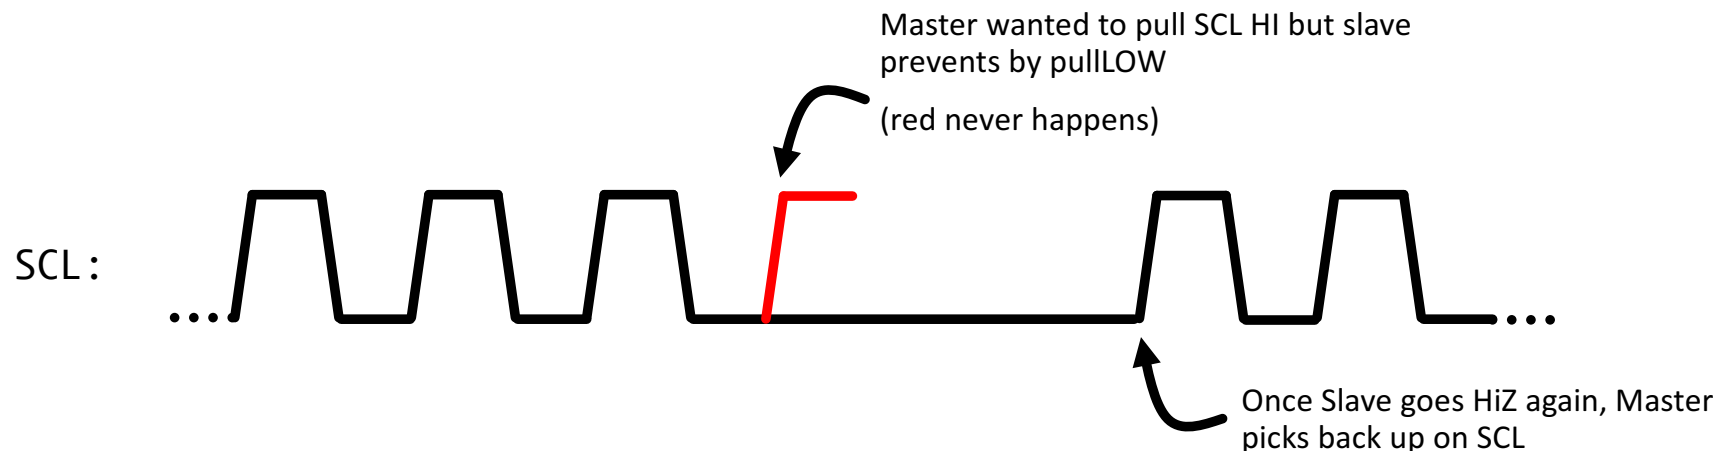 Master wanted to pull SCL HI but slave
prevents by pullLOW
(red never happens)
SCL:
Once Slave goes HiZ again, Master
picks back up on SCL